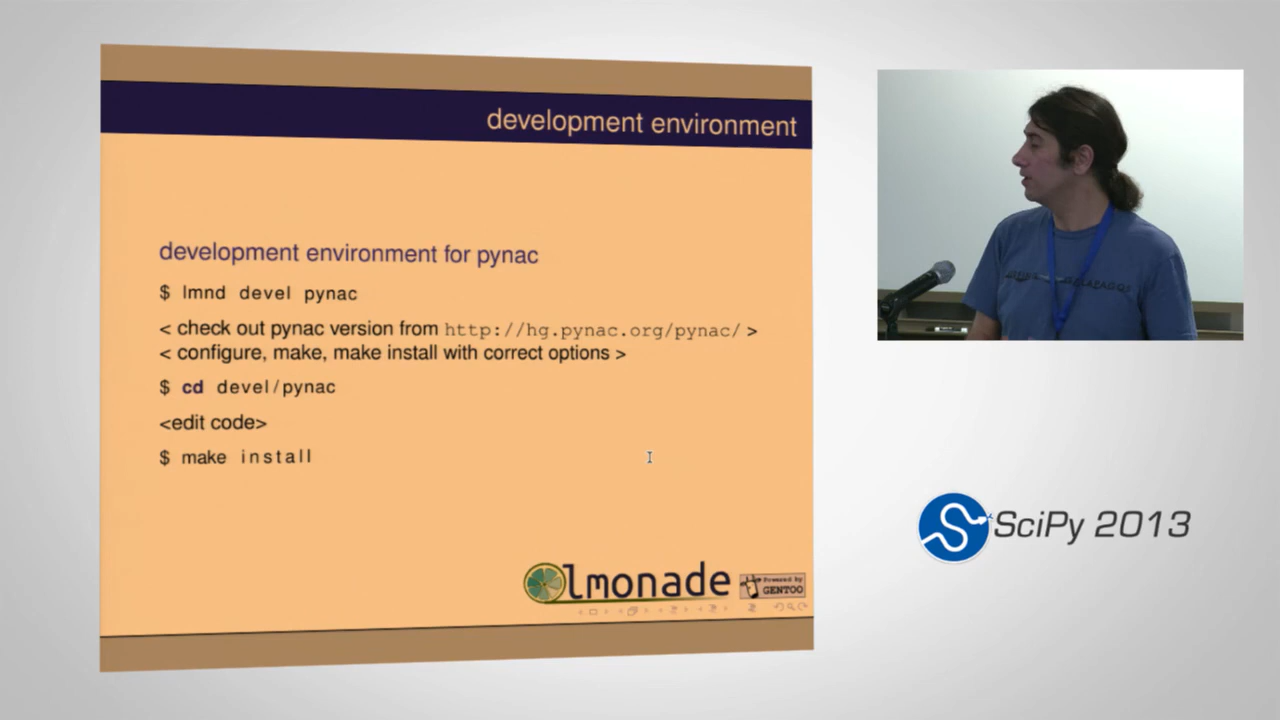 development environment
development environment for pynac
$ lmnd devel pynac
< check out pynac version from http://hg.pynac.org/pynac/ >
< configure, make, make install with correct options >
$ cd devel/pynac
<edit code>
$ make install
lmonade
Powered by
GENTOO
GALAPAGOS
SciPy 2013